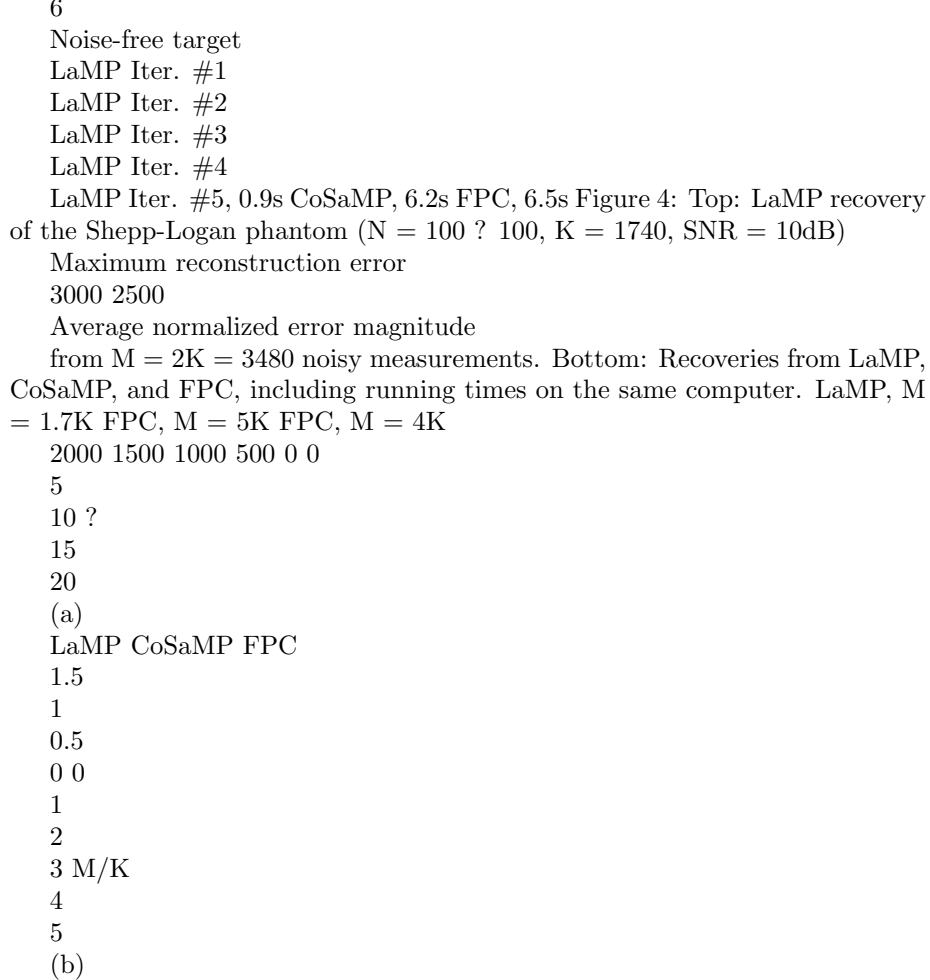 6
Noise-free target
LaMP Iter. #1
LaMP Iter. #2
LaMP Iter. #3
LaMP Iter. #4
LaMP Iter. #5, 0.9s CoSaMP, 6.2s FPC, 6.5s Figure 4: Top: LaMP recovery
of the Shepp-Logan phantom (N = 100 ? 100, K = 1740, SNR = 10dB)
Maximum reconstruction error
3000 2500
Average normalized error magnitude
from M = 2K = 3480 noisy measurements. Bottom: Recoveries from LaMP,
CoSaMP, and FPC, including running times on the same computer. LaMP, M
= 1.7K FPC, M = 5K FPC, M = 4K
2000 1500 1000 500 0 0
5
10 ?
15
20
(a)
LaMP CoSaMP FPC
1.5
1
0.5
0 0
1
2
3 M/K
4
5
(b)